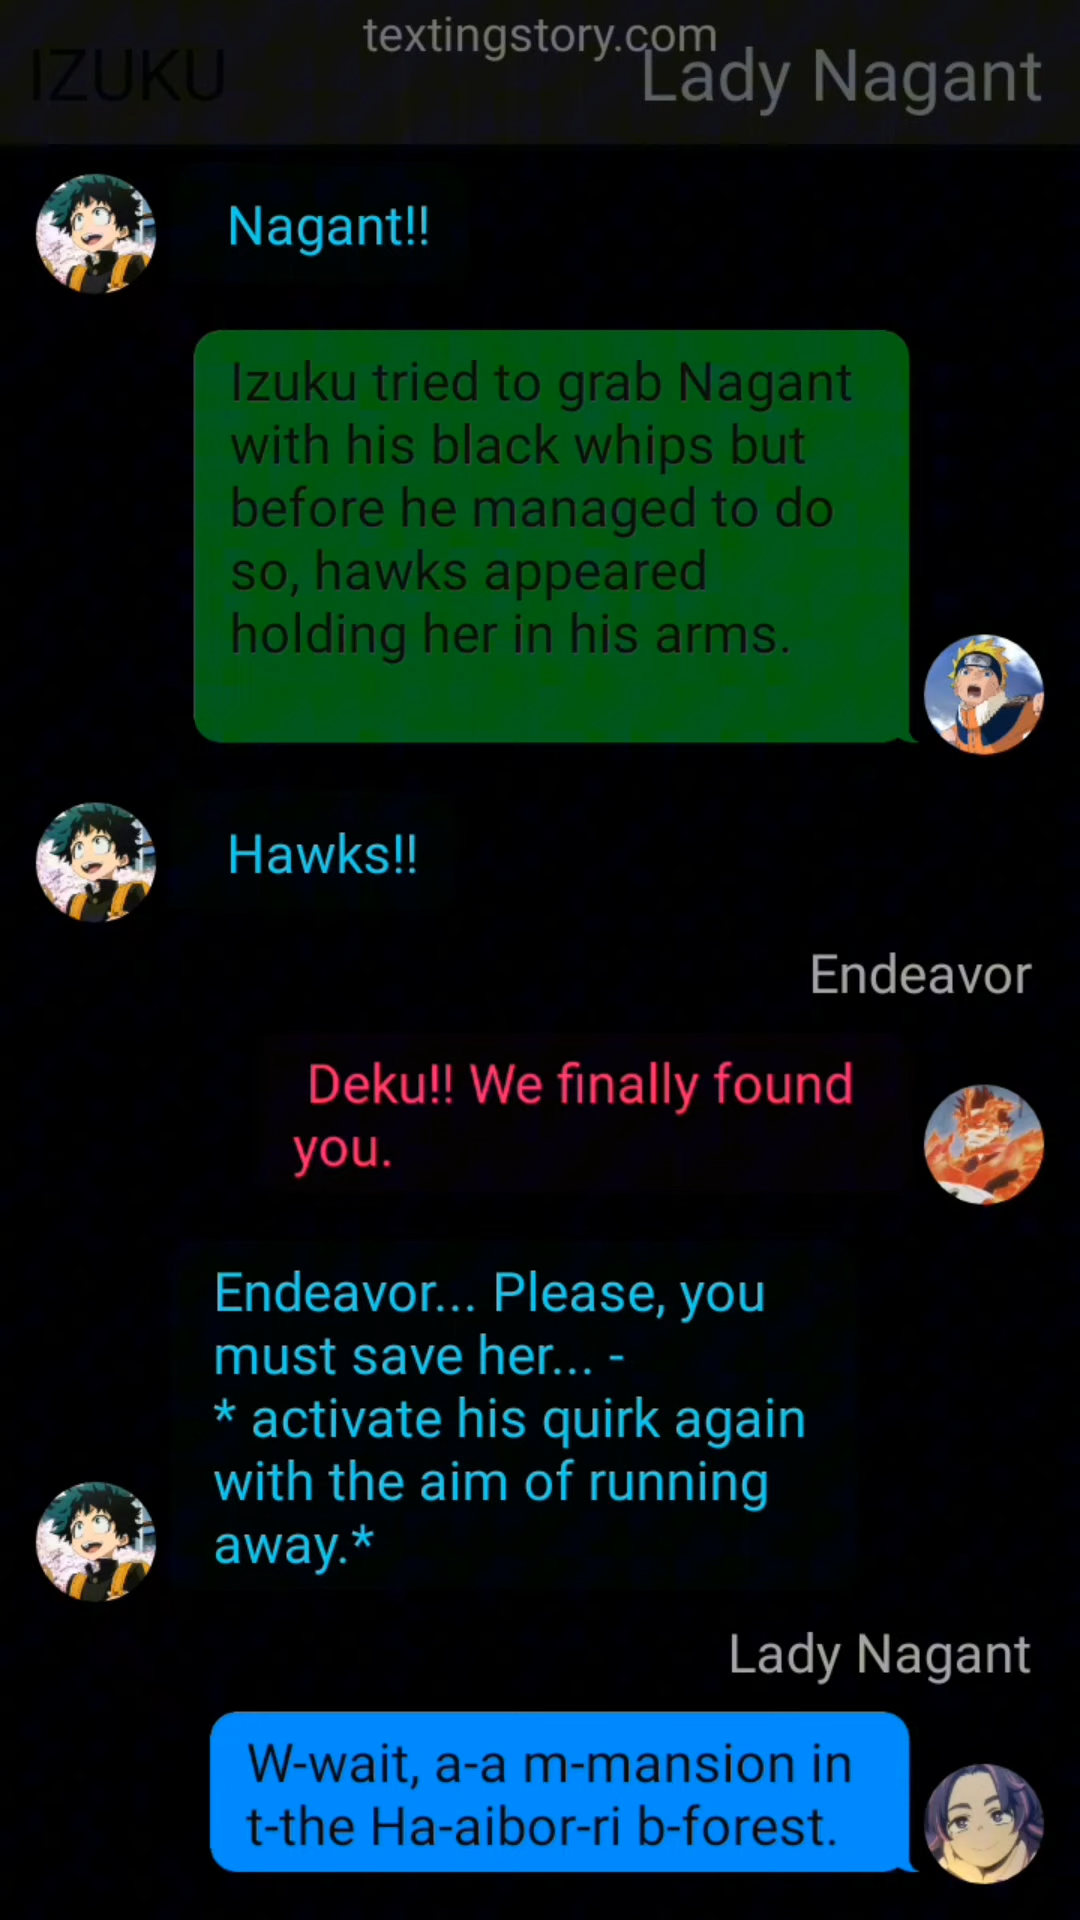 textingstory.com
IZUKU
Lady Nagant
Nagant!!
Izuku tried to grab Nagant
with his black whips but
before he managed to do
so, hawks appeared
holding her in his arms.
Hawks!!
Endeavor
Deku!! We finally found
you.
Endeavor... Please, you
must save her... -
* activate his quirk again
with the aim of running
away.*
Lady Nagant
W-wait, a-a m-mansion in
t-the Ha-aibor-ri b-forest.